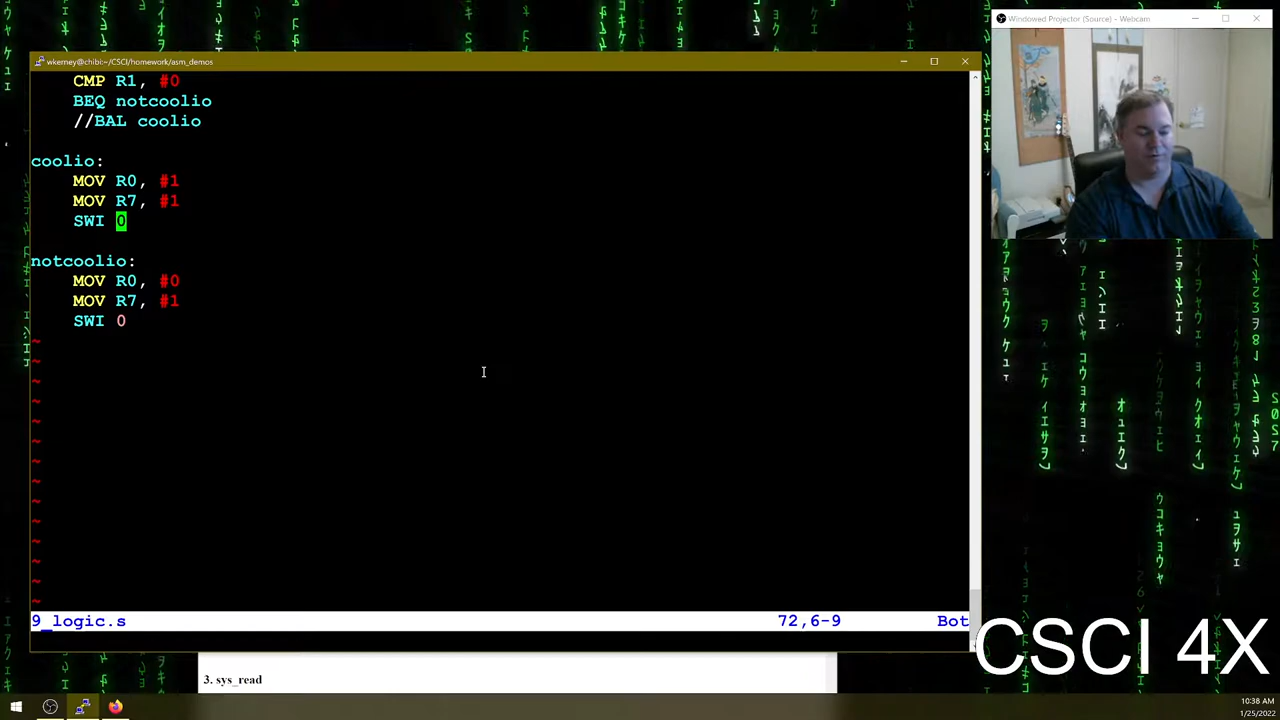 Windowed Projector (Source) - Webcam
wkerney@chibi:~/CSCI/homework/asm_demos
CMP R1, #0
BEQ notcoolio
//BAL coolio
coolio:
MOV R0, #1
MOV R7, #1
SWI 0
notcoolio:
MOV R0, #0
MOV R7, #1
SWI 0
~
~
~
~
~
~
~
~
~
~
~
~
~
~
9_logic.s 72,6-9 Bot
CSCI 4X
3. sys_read
10:38 AM
1/25/2022